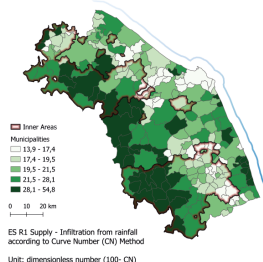 Inner Areas
Municipalities
13,9 - 17,4
17,4 - 19,5
19,5 - 21,5
21,5 - 28,1
28,1 - 54,8
0 10 20 km
ES R1 Supply - Infiltration from rainfall
according to Curve Number (CN) Method
Unit: dimensionless number (100- CN)